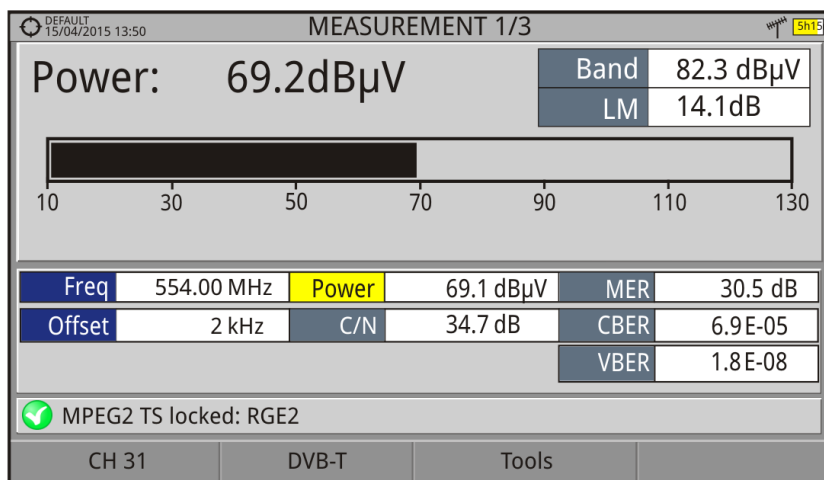 DEFAULT
15/04/2015 13:50
MEASUREMENT 1/3
5h15
Power: 69.2dBµV
Band 82.3 dBµV
LM 14.1dB
10 30 50 70 90 110 130
Freq 554.00 MHz Power 69.1 dBµV MER 30.5 dB
Offset 2 kHz C/N 34.7 dB CBER 6.9E-05
VBER 1.8E-08
MPEG2 TS locked: RGE2
CH 31 DVB-T Tools